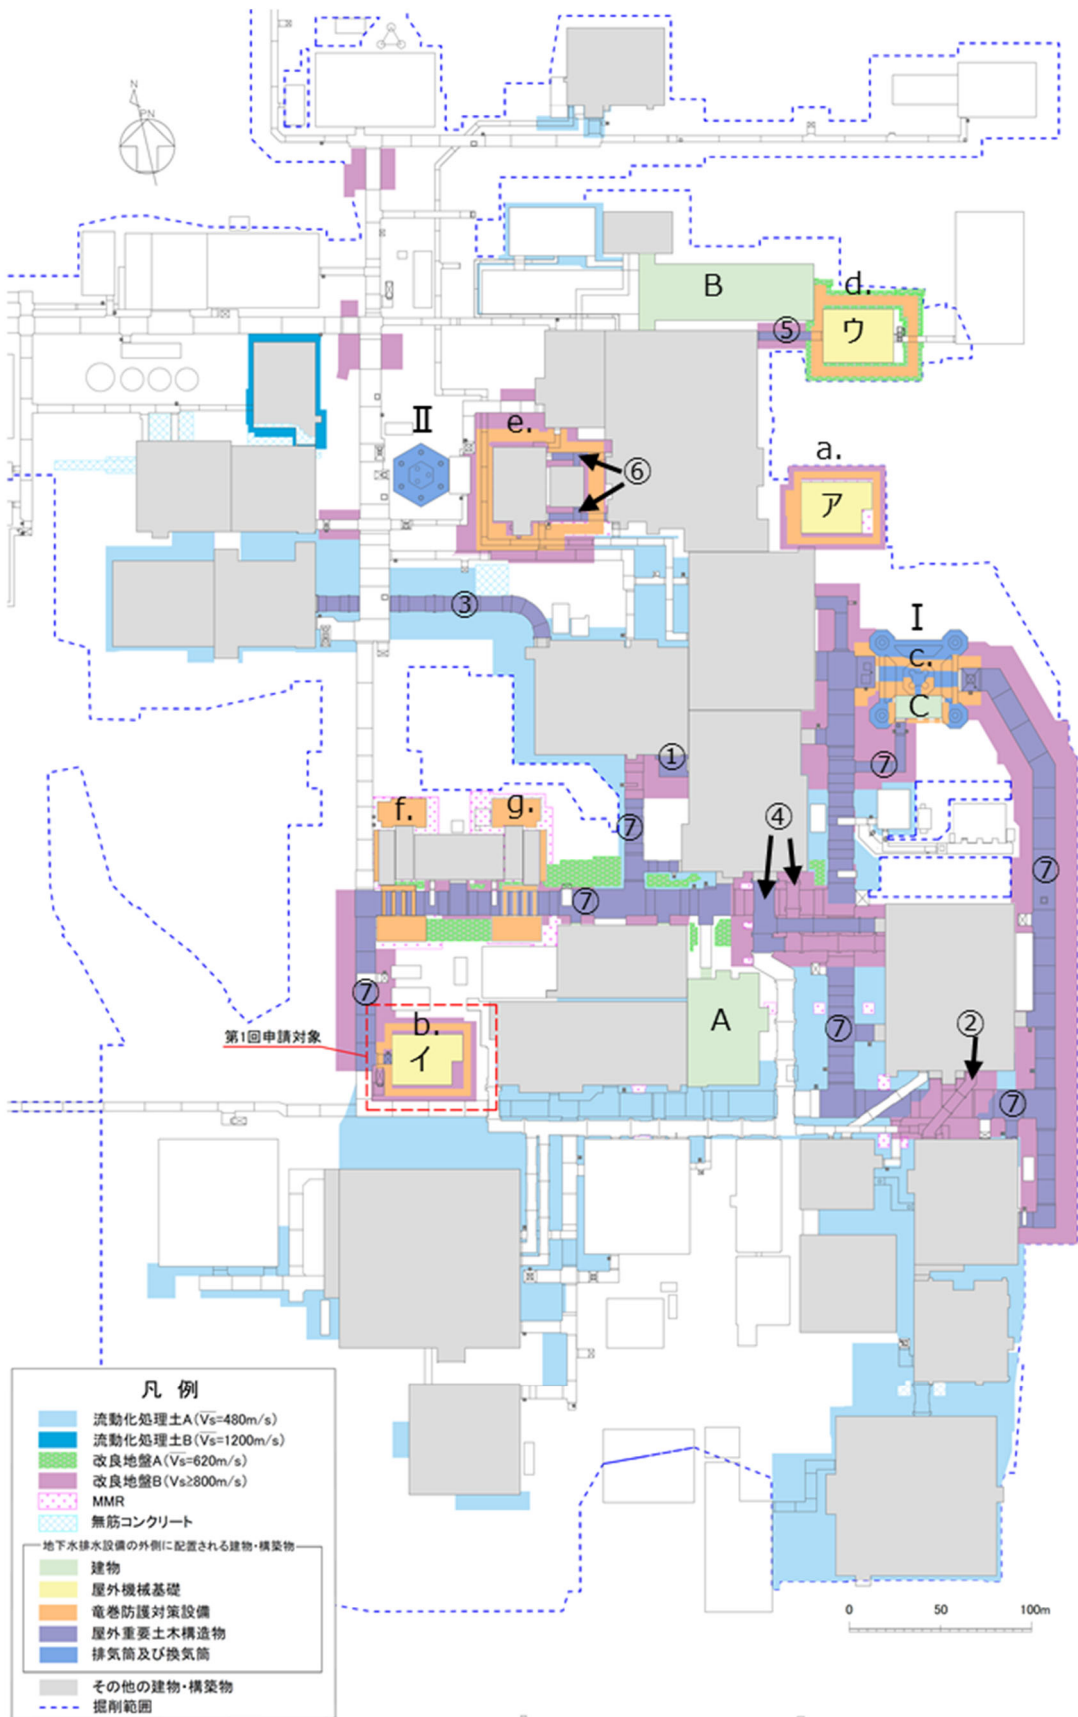 N
PN
B
d.
ウ
⑤
Ⅱ
e.
⑥
a.
ア
③
Ⅰ
c.
C
①
⑦
f.
g.
⑦
④
⑦
⑦
⑦
A
⑦
②
第1回申請対象
b.
イ
⑦
⑦
凡 例
流動化処理土A(Vs=480m/s)
流動化処理土B(Vs=1200m/s)
改良地盤A(Vs=620m/s)
改良地盤B(Vs≥800m/s)
MMR
無筋コンクリート
地下水排水設備の外側に配置される建物・構築物
建物
屋外機械基礎
竜巻防護対策設備
屋外重要土木構造物
排気筒及び換気筒
その他の建物・構築物
掘削範囲
0 50 100m